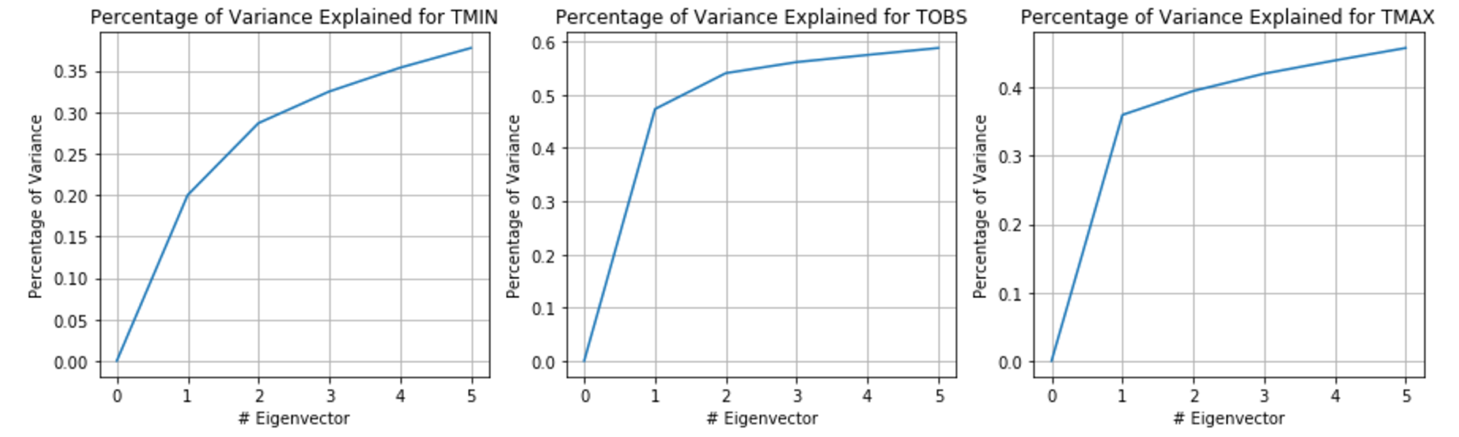 Percentage of Variance Explained for TMIN
Percentage of Variance
0.35
0.30
0.25
0.20
0.15
0.10
0.05
0.00
0 1 2 3 4 5
# Eigenvector
Percentage of Variance Explained for TOBS
Percentage of Variance
0.6
0.5
0.4
0.3
0.2
0.1
0.0
0 1 2 3 4 5
# Eigenvector
Percentage of Variance Explained for TMAX
Percentage of Variance
0.4
0.3
0.2
0.1
0.0
0 1 2 3 4 5
# Eigenvector